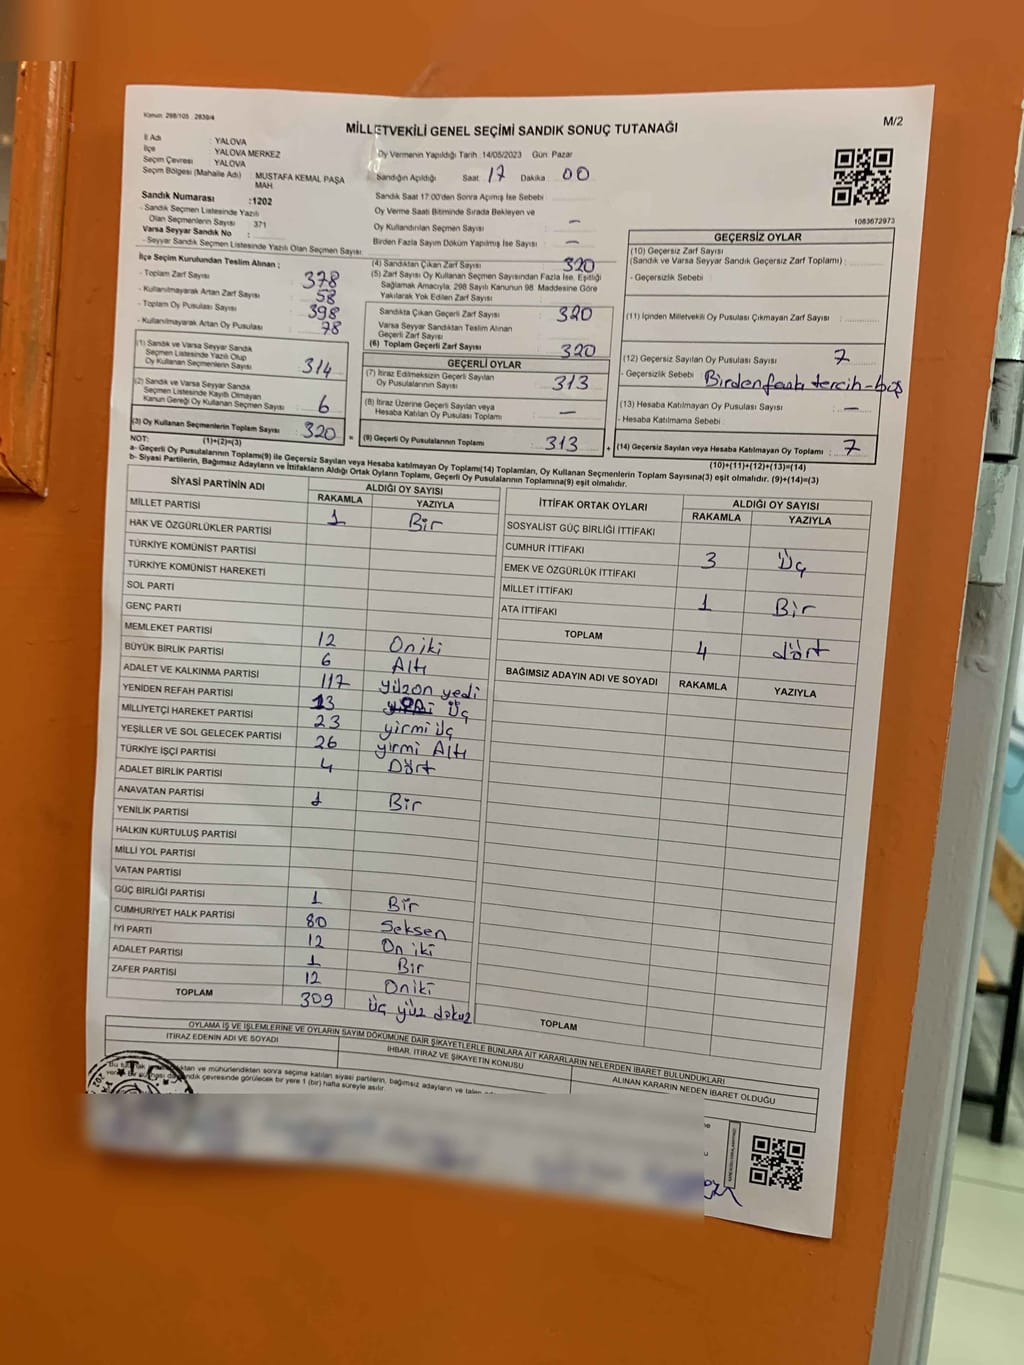 Kanun: 298/105 , 2839/4
M/2
MİLLETVEKİLİ GENEL SEÇİMİ SANDIK SONUÇ TUTANAĞI
İl Adı : YALOVA
İlçe : YALOVA MERKEZ
Seçim Çevresi : YALOVA
Seçim Bölgesi (Mahalle Adı) : MUSTAFA KEMAL PAŞA MAH.
Sandık Numarası :1202
- Sandık Seçmen Listesinde Yazılı
Olan Seçmenlerin Sayısı : 371
Varsa Seyyar Sandık No :
- Seyyar Sandık Seçmen Listesinde Yazılı Olan Seçmen Sayısı :
Oy Vermenin Yapıldığı Tarih :14/05/2023 Gün: Pazar
Sandığın Açıldığı Saat 17 Dakika 00
Sandık Saat 17:00'den Sonra Açılmış İse Sebebi :
Oy Verme Saati Bitiminde Sırada Bekleyen ve
Oy Kullandırılan Seçmen Sayısı : —
Birden Fazla Sayım Döküm Yapılmış İse Sayısı : —
1083672973
İlçe Seçim Kurulundan Teslim Alınan ;
- Toplam Zarf Sayısı : 378
- Kullanılmayarak Artan Zarf Sayısı : 58
- Toplam Oy Pusulası Sayısı : 398
- Kullanılmayarak Artan Oy Pusulası : 78
(1) Sandık ve Varsa Seyyar Sandık
Seçmen Listesinde Yazılı Olup
Oy Kullanan Seçmenlerin Sayısı : 314
(2) Sandık ve Varsa Seyyar Sandık
Seçmen Listesinde Kayıtlı Olmayan
Kanun Gereği Oy Kullanan Seçmen Sayısı : 6
(3) Oy Kullanan Seçmenlerin Toplam Sayısı : 320
(1)+(2)=(3)
(4) Sandıktan Çıkan Zarf Sayısı : 320
(5) Zarf Sayısı Oy Kullanan Seçmen Sayısından Fazla İse, Eşitliği
Sağlamak Amacıyla, 298 Sayılı Kanunun 98. Maddesine Göre
Yakılarak Yok Edilen Zarf Sayısı :
Sandıkta Çıkan Geçerli Zarf Sayısı : 320
Varsa Seyyar Sandıktan Teslim Alınan
Geçerli Zarf Sayısı :
(6) Toplam Geçerli Zarf Sayısı : 320
GEÇERLİ OYLAR
(7) İtiraz Edilmeksizin Geçerli Sayılan
Oy Pusulalarının Sayısı : 313
(8) İtiraz Üzerine Geçerli Sayılan veya
Hesaba Katılan Oy Pusulası Toplamı : —
= (9) Geçerli Oy Pusulalarının Toplamı : 313
GEÇERSİZ OYLAR
(10) Geçersiz Zarf Sayısı
(Sandık ve Varsa Seyyar Sandık Geçersiz Zarf Toplamı) :
- Geçersizlik Sebebi :
(11) İçinden Milletvekili Oy Pusulası Çıkmayan Zarf Sayısı :
(12) Geçersiz Sayılan Oy Pusulası Sayısı : 7
- Geçersizlik Sebebi : Birden fazla tercih-boş
(13) Hesaba Katılmayan Oy Pusulası Sayısı : —
- Hesaba Katılmama Sebebi :
+ (14) Geçersiz Sayılan veya Hesaba Katılmayan Oy Toplamı : 7
(10)+(11)+(12)+(13)=(14)
NOT:
a- Geçerli Oy Pusulalarının Toplamı(9) ile Geçersiz Sayılan veya Hesaba katılmayan Oy Toplamı(14) Toplamları, Oy Kullanan Seçmenlerin Toplam Sayısına(3) eşit olmalıdır. (9)+(14)=(3)
b- Siyasi Partilerin, Bağımsız Adayların ve İttifakların Aldığı Ortak Oyların Toplamı, Geçerli Oy Pusulalarının Toplamına(9) eşit olmalıdır.
SİYASİ PARTİNİN ADI ALDIĞI OY SAYISI
RAKAMLA YAZIYLA
MİLLET PARTİSİ 1 Bir
HAK VE ÖZGÜRLÜKLER PARTİSİ
TÜRKİYE KOMÜNİST PARTİSİ
TÜRKİYE KOMÜNİST HAREKETİ
SOL PARTİ
GENÇ PARTİ
MEMLEKET PARTİSİ 12 Oniki
BÜYÜK BİRLİK PARTİSİ 6 Altı
ADALET VE KALKINMA PARTİSİ 117 yüzon yedi
YENİDEN REFAH PARTİSİ 13 Üç
MİLLİYETÇİ HAREKET PARTİSİ 23 yirmi üç
YEŞİLLER VE SOL GELECEK PARTİSİ 26 yirmi Altı
TÜRKİYE İŞÇİ PARTİSİ 4 Dört
ADALET BİRLİK PARTİSİ
ANAVATAN PARTİSİ 1 Bir
YENİLİK PARTİSİ
HALKIN KURTULUŞ PARTİSİ
MİLLİ YOL PARTİSİ
VATAN PARTİSİ
GÜÇ BİRLİĞİ PARTİSİ 1 Bir
CUMHURİYET HALK PARTİSİ 80 Seksen
İYİ PARTİ 12 On iki
ADALET PARTİSİ 1 Bir
ZAFER PARTİSİ 12 Oniki
TOPLAM 309 üç yüz dokuz
İTTİFAK ORTAK OYLARI ALDIĞI OY SAYISI
RAKAMLA YAZIYLA
SOSYALİST GÜÇ BİRLİĞİ İTTİFAKI
CUMHUR İTTİFAKI 3 Üç
EMEK VE ÖZGÜRLÜK İTTİFAKI
MİLLET İTTİFAKI 1 Bir
ATA İTTİFAKI
TOPLAM 4 dört
BAĞIMSIZ ADAYIN ADI VE SOYADI RAKAMLA YAZIYLA
TOPLAM
OYLAMA İŞ VE İŞLEMLERİNE VE OYLARIN SAYIM DÖKÜMÜNE DAİR ŞİKAYETLERLE BUNLARA AİT KARARLARIN NELERDEN İBARET BULUNDUKLARI
İTİRAZ EDENİN ADI VE SOYADI
İHBAR, İTİRAZ VE ŞİKAYETİN KONUSU
ALINAN KARARIN NEDEN İBARET OLDUĞU
ve mühürlendikten sonra seçime katılan siyasi partilerin, bağımsız adayların ve
çevresinde görülecek bir yere 1 (bir) hafta süreyle asılır.